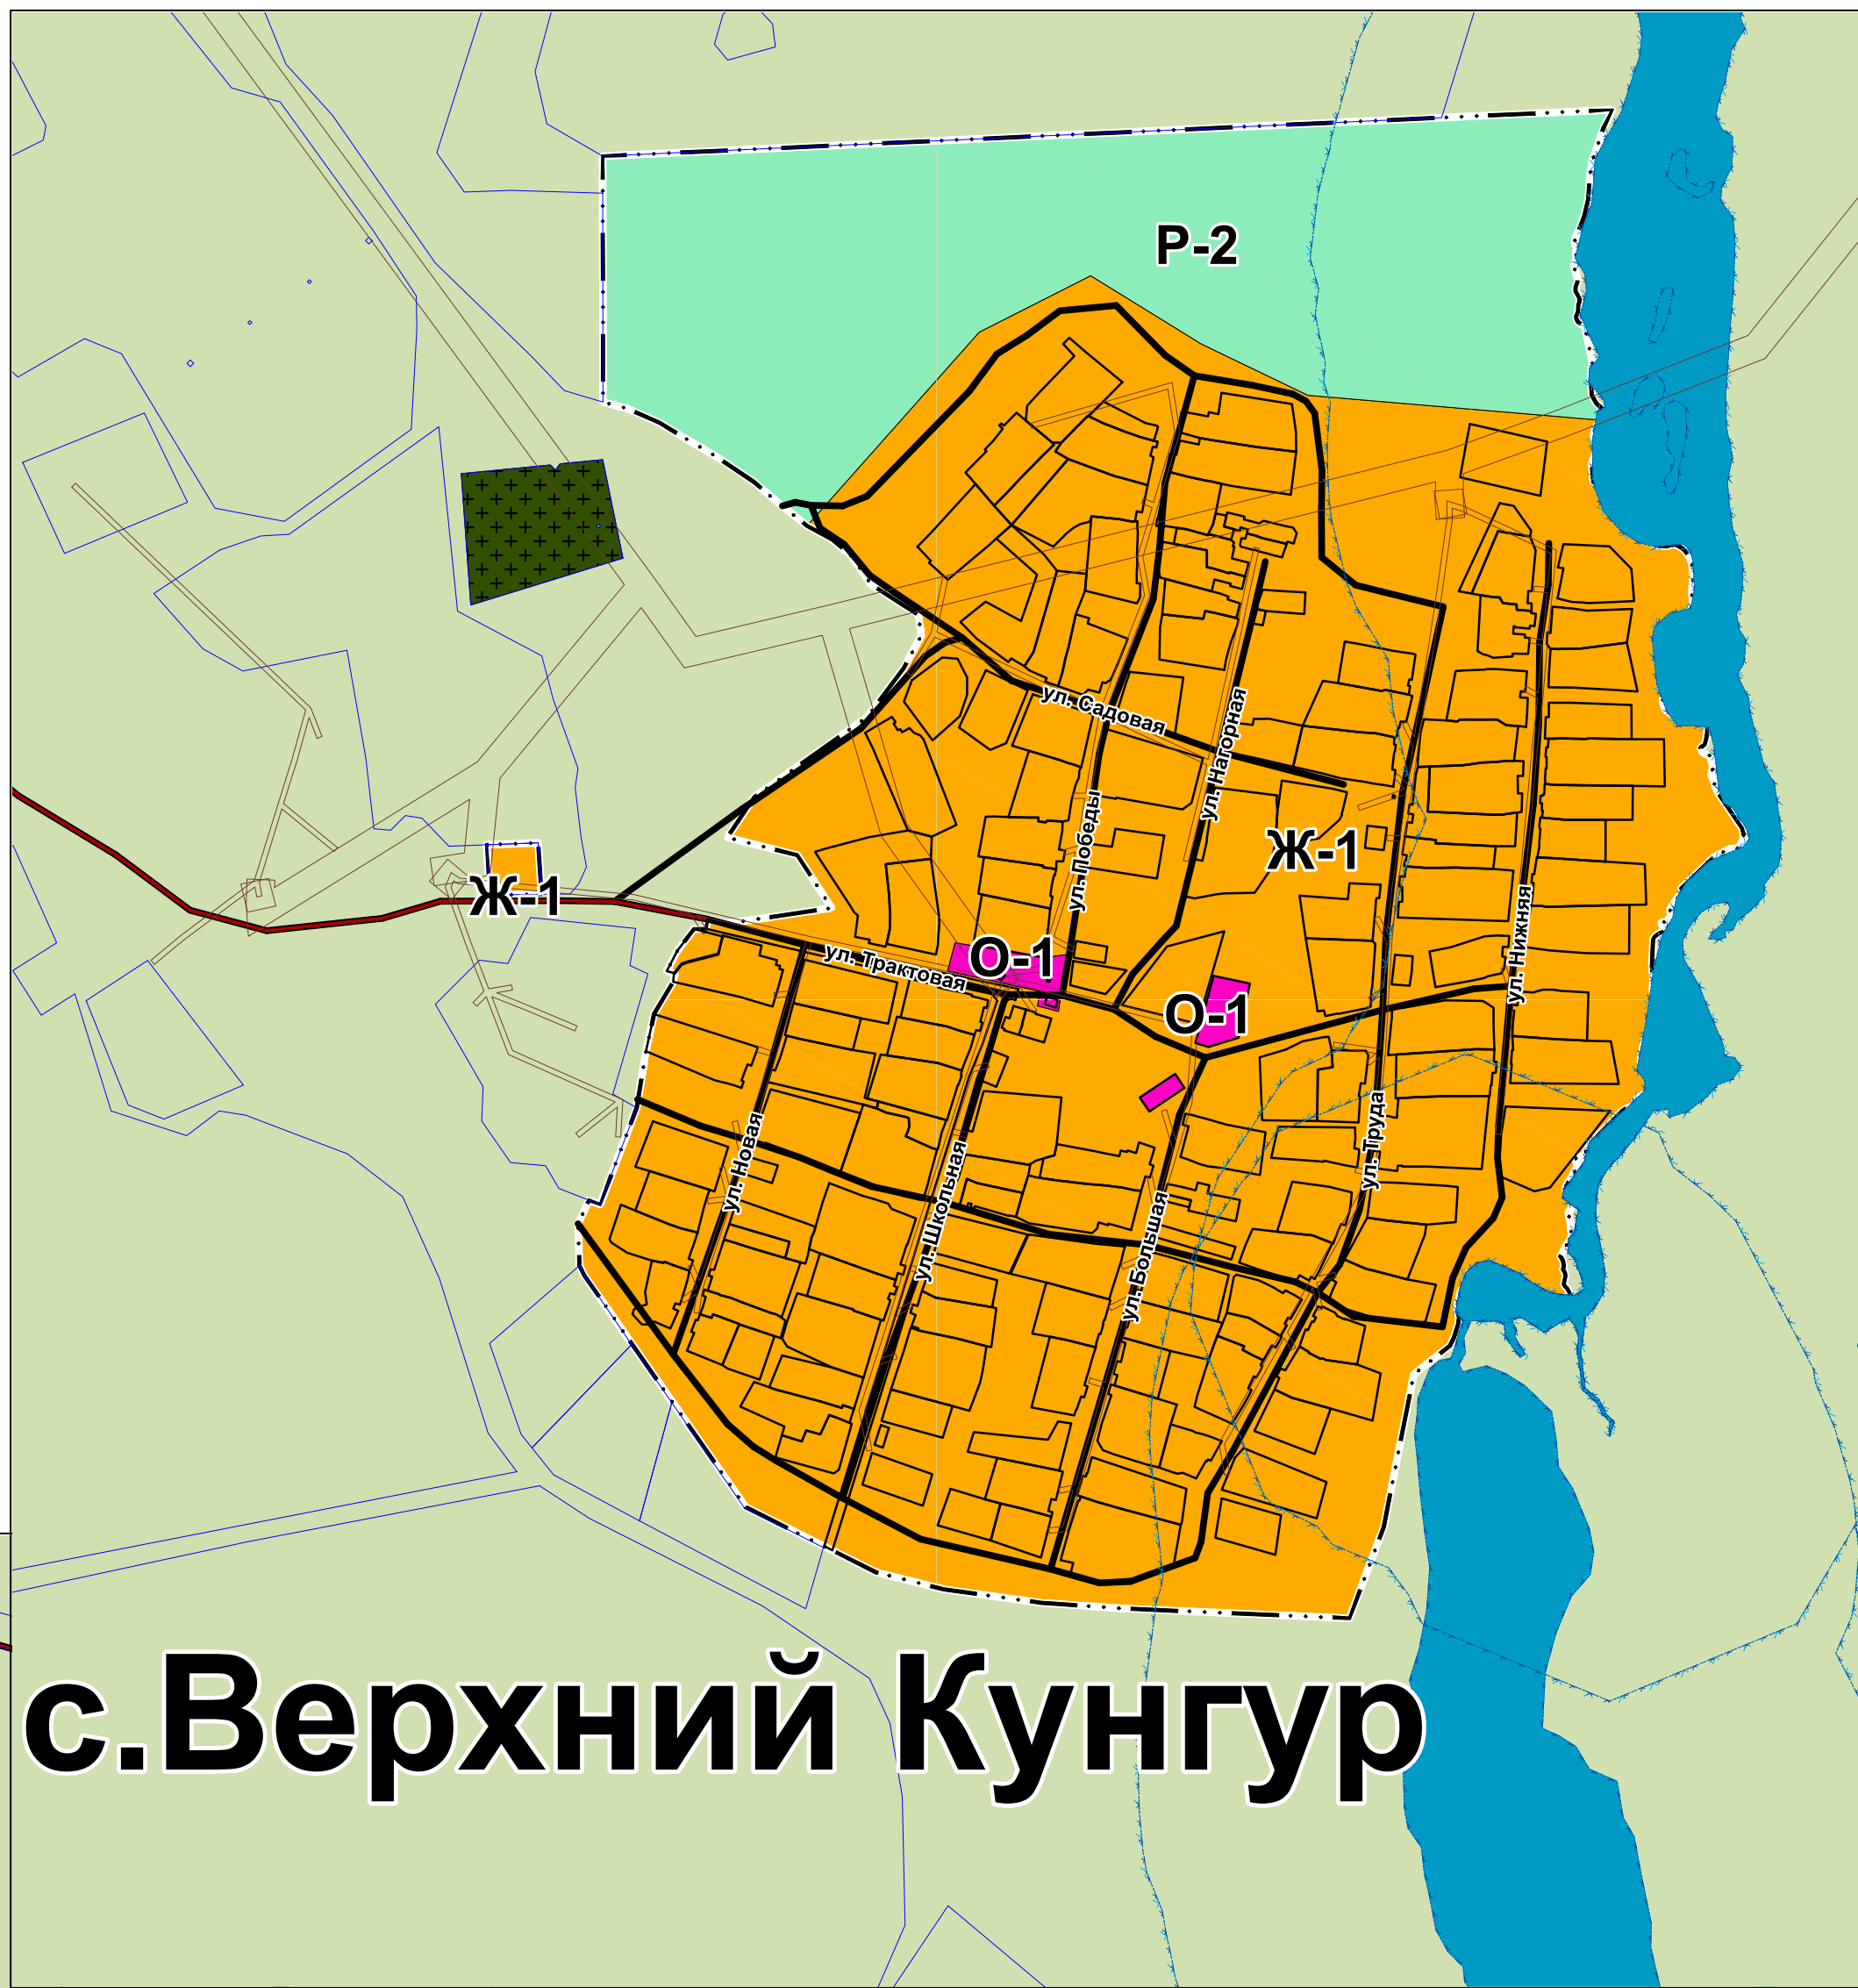 Р-2
ул. Садовая
ул. Нагорная
ул. Победы
Ж-1
Ж-1
ул. Нижняя
О-1
ул. Трактовая
О-1
ул. Труда
ул. Новая
ул. Школьная
ул.Большая
с.Верхний Кунгур